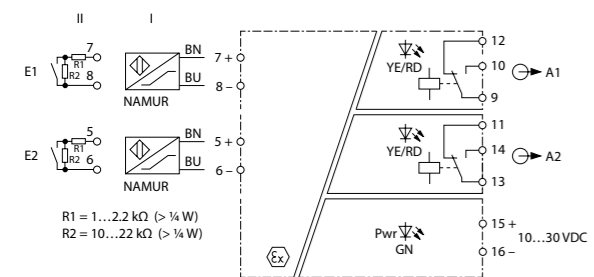 II I
E1
7
R1
R2
8
BN
7 +
BU
8 –
NAMUR
YE/RD
12
10
9
A1
E2
5
R1
R2
6
BN
5 +
BU
6 –
NAMUR
YE/RD
11
14
13
A2
R1 = 1…2.2 kΩ (> ¼ W)
R2 = 10…22 kΩ (> ¼ W)
εx
Pwr
GN
15 +
16 –
10…30 VDC